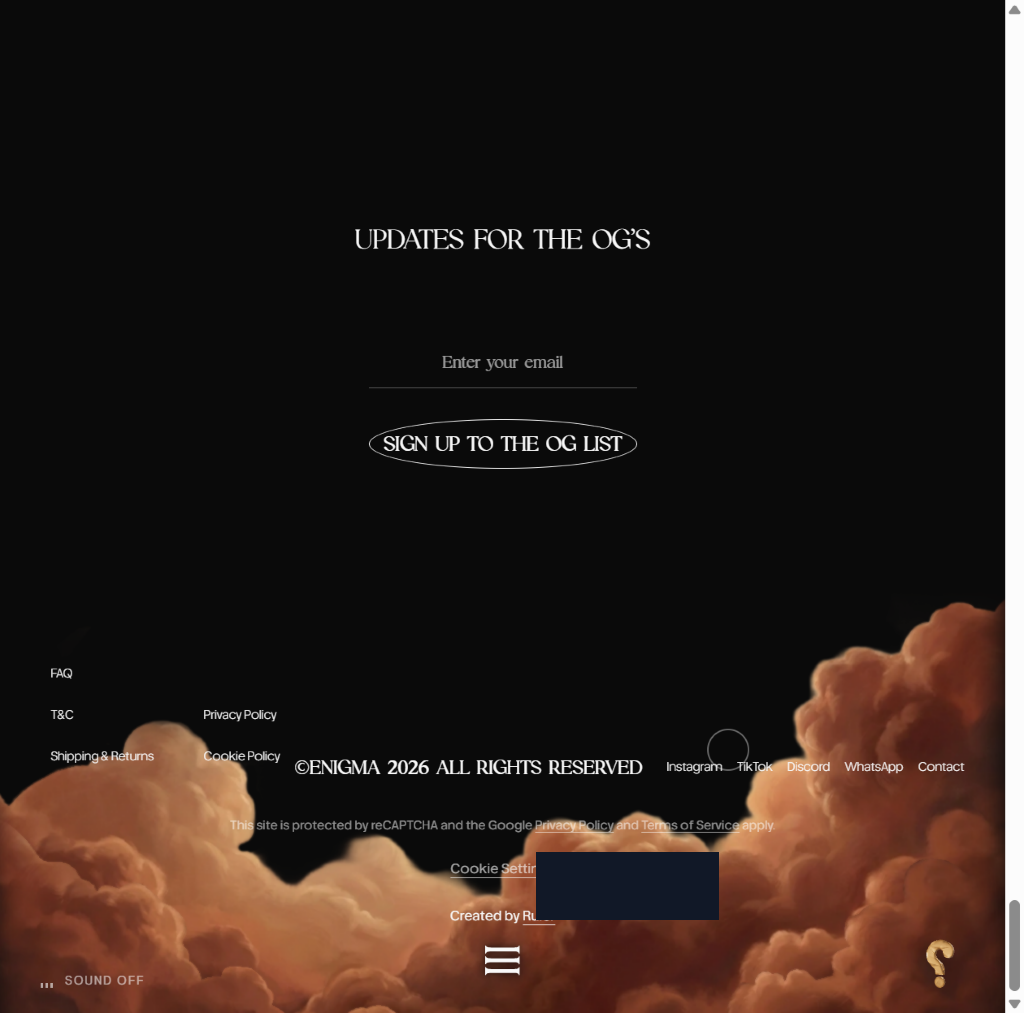 UPDATES FOR THE OG'S
Enter your email
SIGN UP TO THE OG LIST
FAQ
T&C
Privacy Policy
Shipping & Returns
Cookie Policy
©ENIGMA 2026 ALL RIGHTS RESERVED
Instagram
TikTok
Discord
WhatsApp
Contact
This site is protected by reCAPTCHA and the Google Privacy Policy and Terms of Service apply.
Cookie
Created by
SOUND OFF